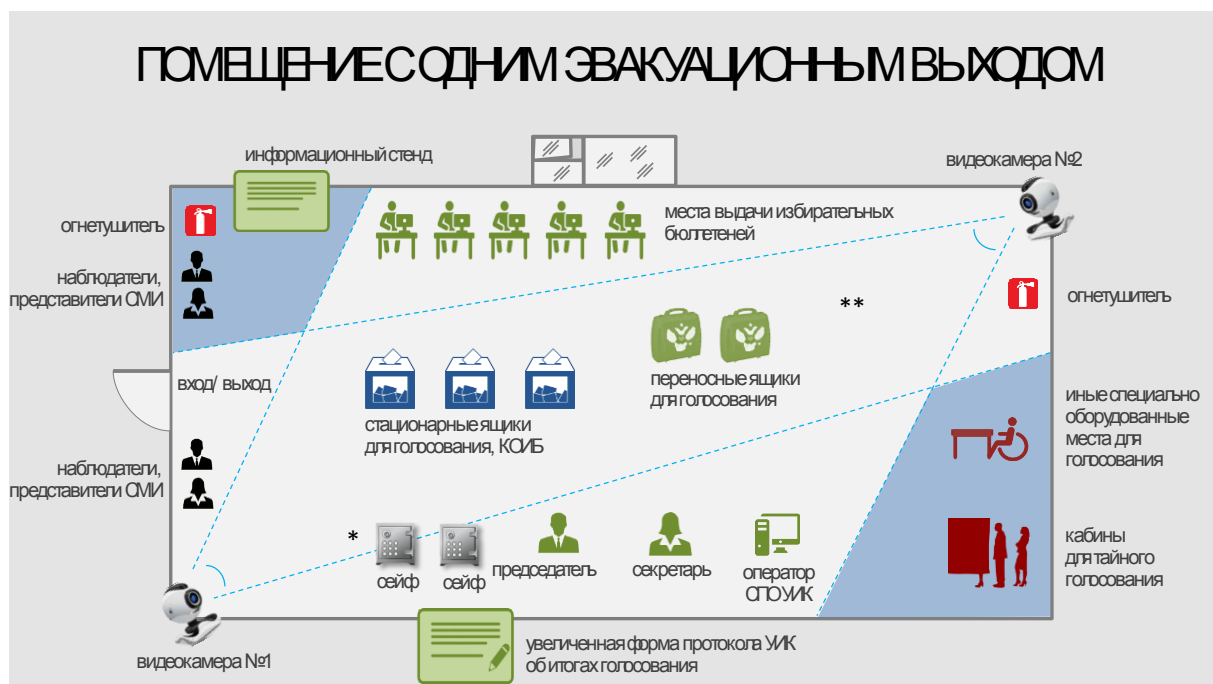 ПОМЕЩЕНИЕ С ОДНИМ ЭВАКУАЦИОННЫМ ВЫХОДОМ
информационный стенд
видеокамера №2
огнетушитель
места выдачи избирательных
бюллетеней
наблюдатели,
представители СМИ
**
огнетушитель
вход/ выход
переносные ящики
для голосования
стационарные ящики
для голосования, КОИБ
иные специально
оборудованные
места для
голосования
наблюдатели,
представители СМИ
*
сейф
сейф
председатель
секретарь
оператор
СПО УИК
кабины
для тайного
голосования
видеокамера №1
увеличенная форма протокола УИК
об итогах голосования